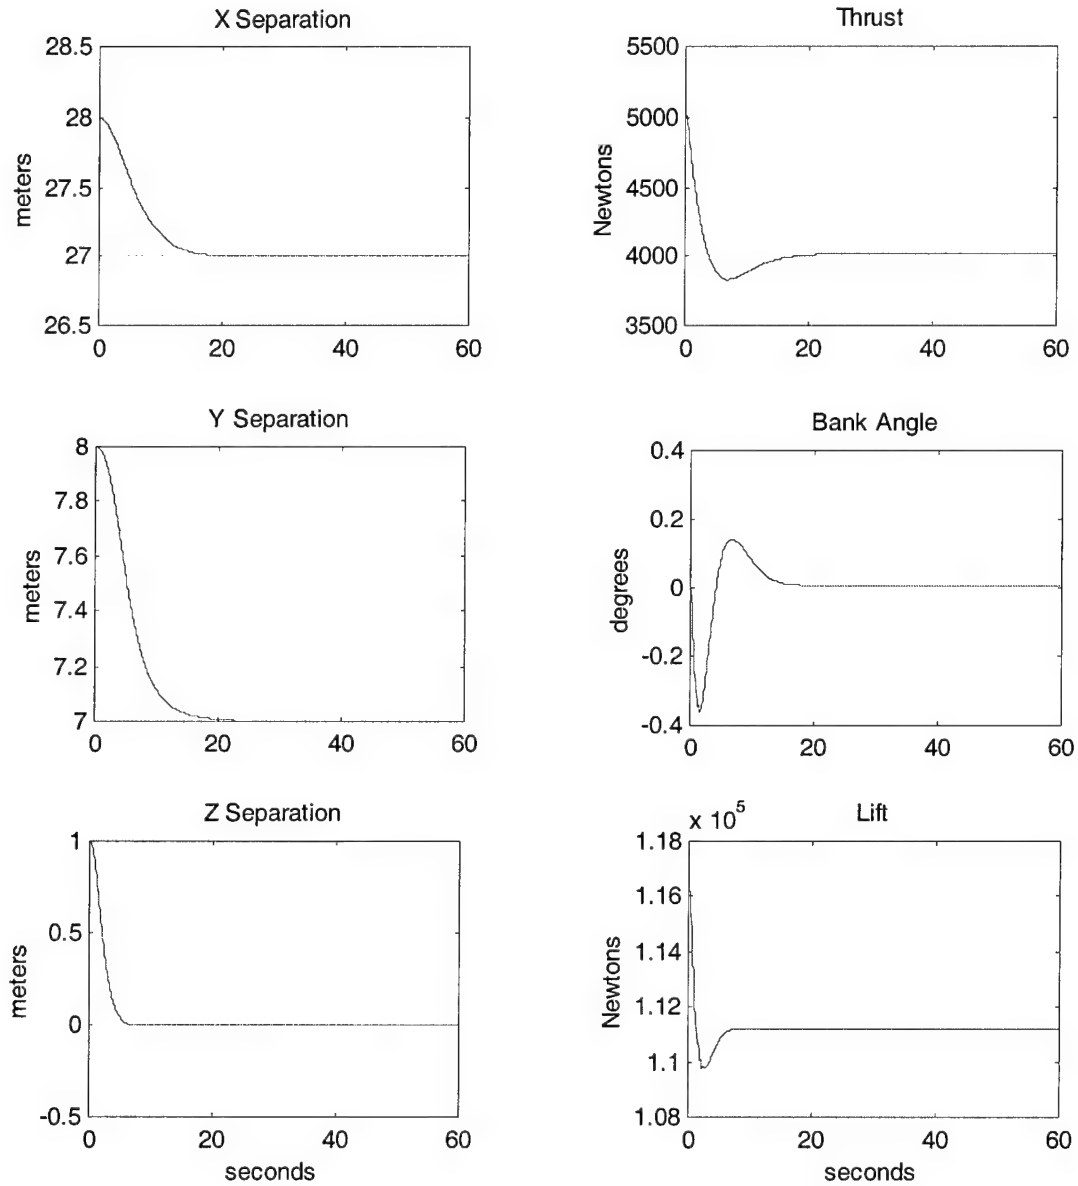 X Separation
28.5
28
27.5
27
26.5
meters
0 20 40 60
Thrust
5500
5000
4500
4000
3500
Newtons
0 20 40 60
Y Separation
8
7.8
7.6
7.4
7.2
7
meters
0 20 40 60
Bank Angle
0.4
0.2
0
-0.2
-0.4
degrees
0 20 40 60
Z Separation
1
0.5
0
-0.5
meters
0 20 40 60
seconds
Lift
x 10^5
1.18
1.16
1.14
1.12
1.1
1.08
Newtons
0 20 40 60
seconds